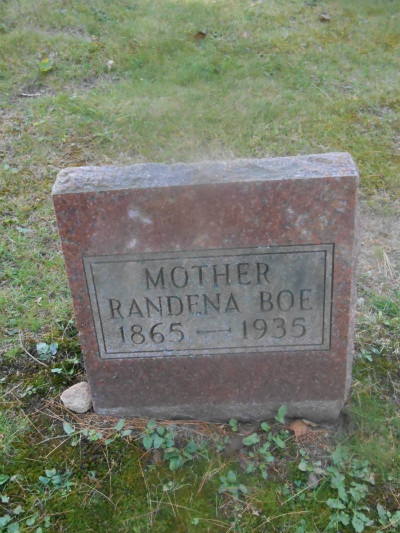 MOTHER
RANDENA BOE
1865 — 1935